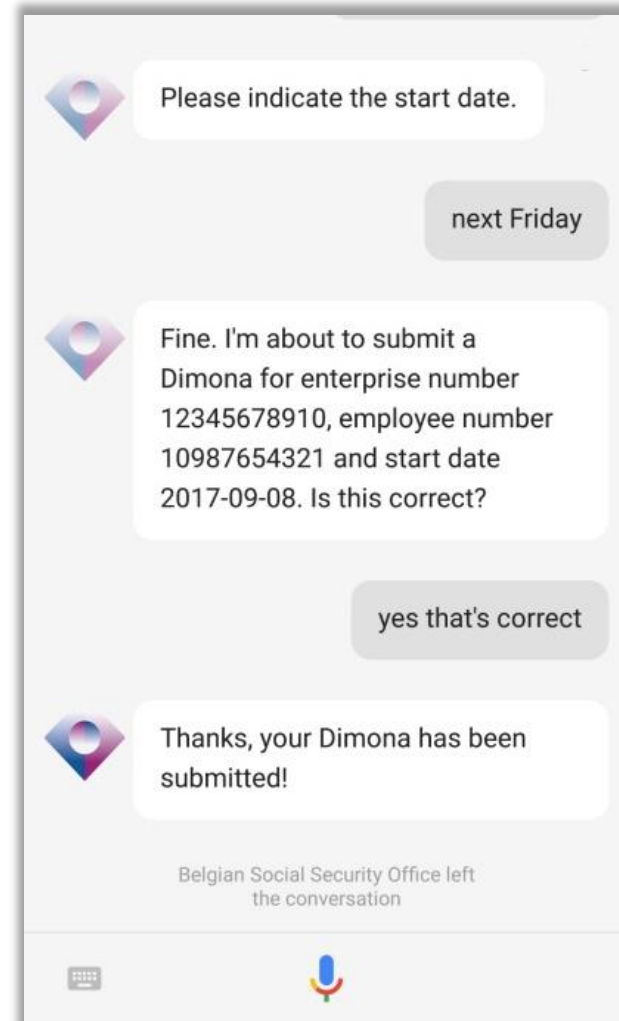 Please indicate the start date.
next Friday
Fine. I'm about to submit a
Dimona for enterprise number
12345678910, employee number
10987654321 and start date
2017-09-08. Is this correct?
yes that's correct
Thanks, your Dimona has been
submitted!
Belgian Social Security Office left
the conversation